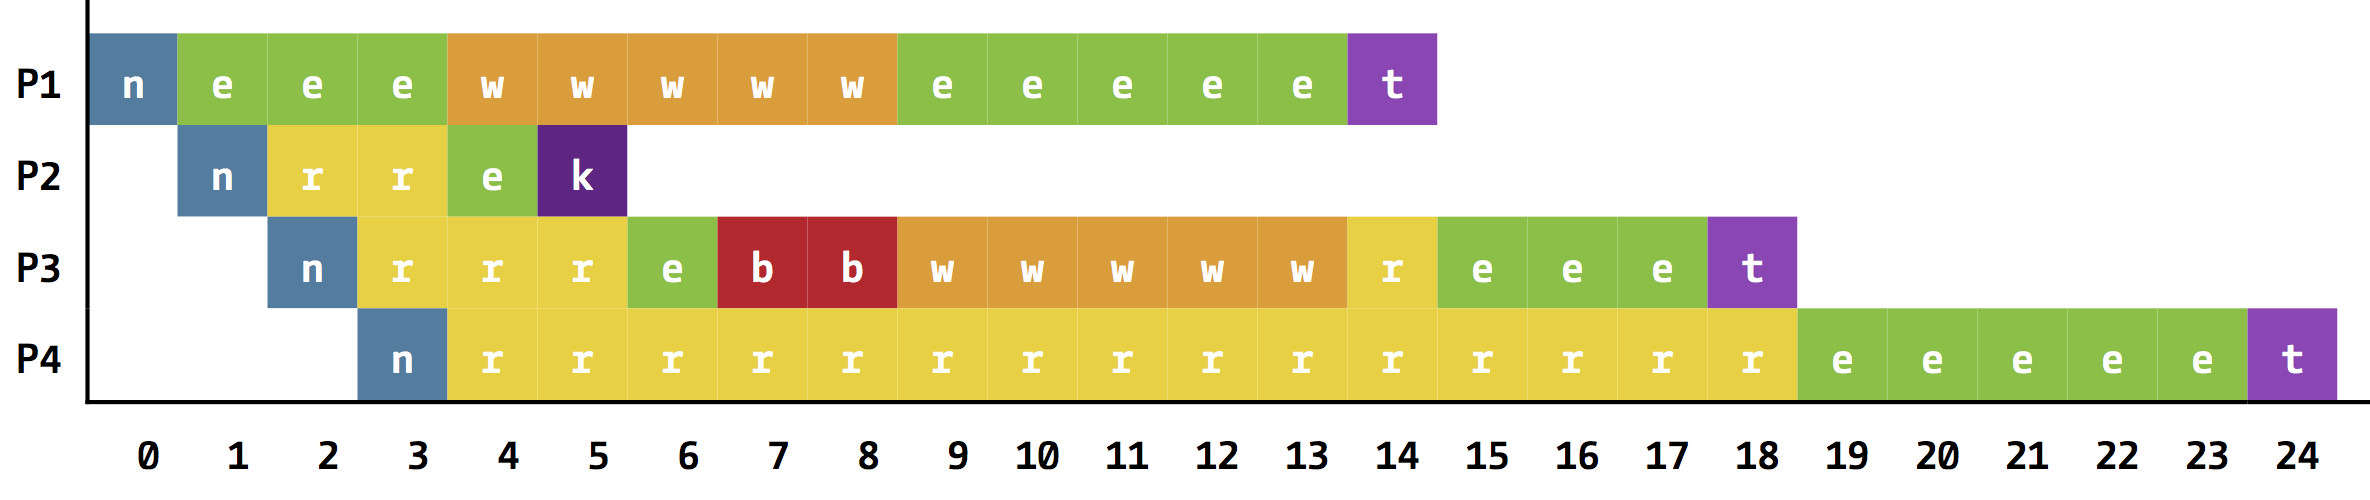 P1 n e e e w w w w w e e e e e t
P2 n r r e k
P3 n r r r e b b w w w w w r e e e t
P4 n r r r r r r r r r r r r r r r e e e e e t
0 1 2 3 4 5 6 7 8 9 10 11 12 13 14 15 16 17 18 19 20 21 22 23 24